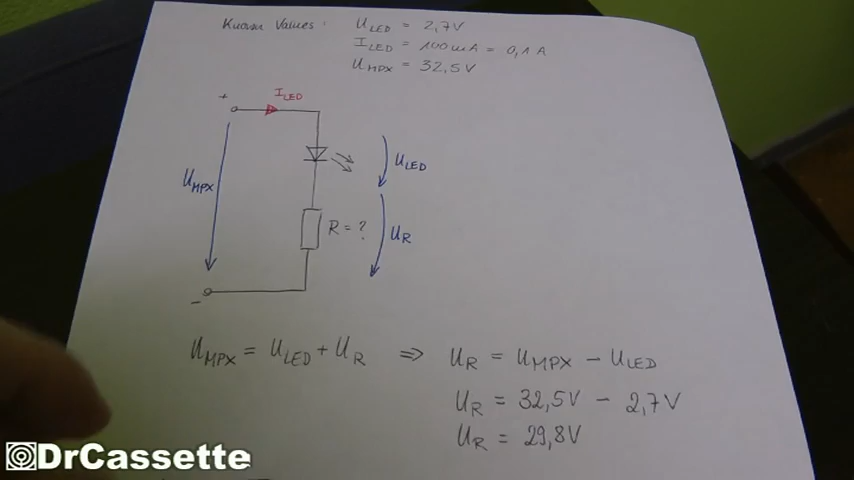 Known Values: U_LED = 2,7V
I_LED = 100mA = 0,1A
U_MPX = 32,5V
+
I_LED
U_MPX
U_LED
R = ?
U_R
−
U_MPX = U_LED + U_R ⇒ U_R = U_MPX − U_LED
U_R = 32,5V − 2,7V
U_R = 29,8V
DrCassette